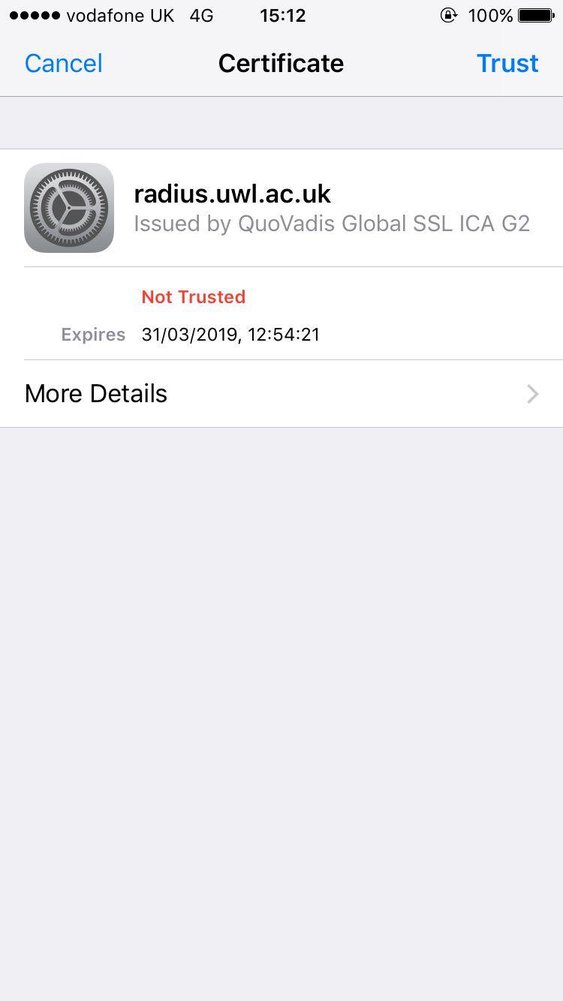 vodafone UK 4G 15:12 100%
Cancel Certificate Trust
radius.uwl.ac.uk
Issued by QuoVadis Global SSL ICA G2
Not Trusted
Expires 31/03/2019, 12:54:21
More Details